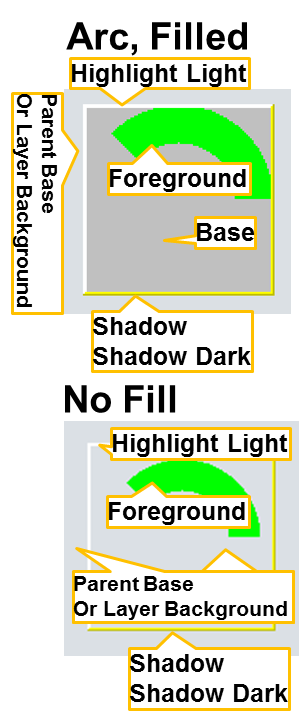 Arc, Filled
Highlight Light
Parent Base
Or Layer Background
Foreground
Base
Shadow
Shadow Dark
No Fill
Highlight Light
Foreground
Parent Base
Or Layer Background
Shadow
Shadow Dark